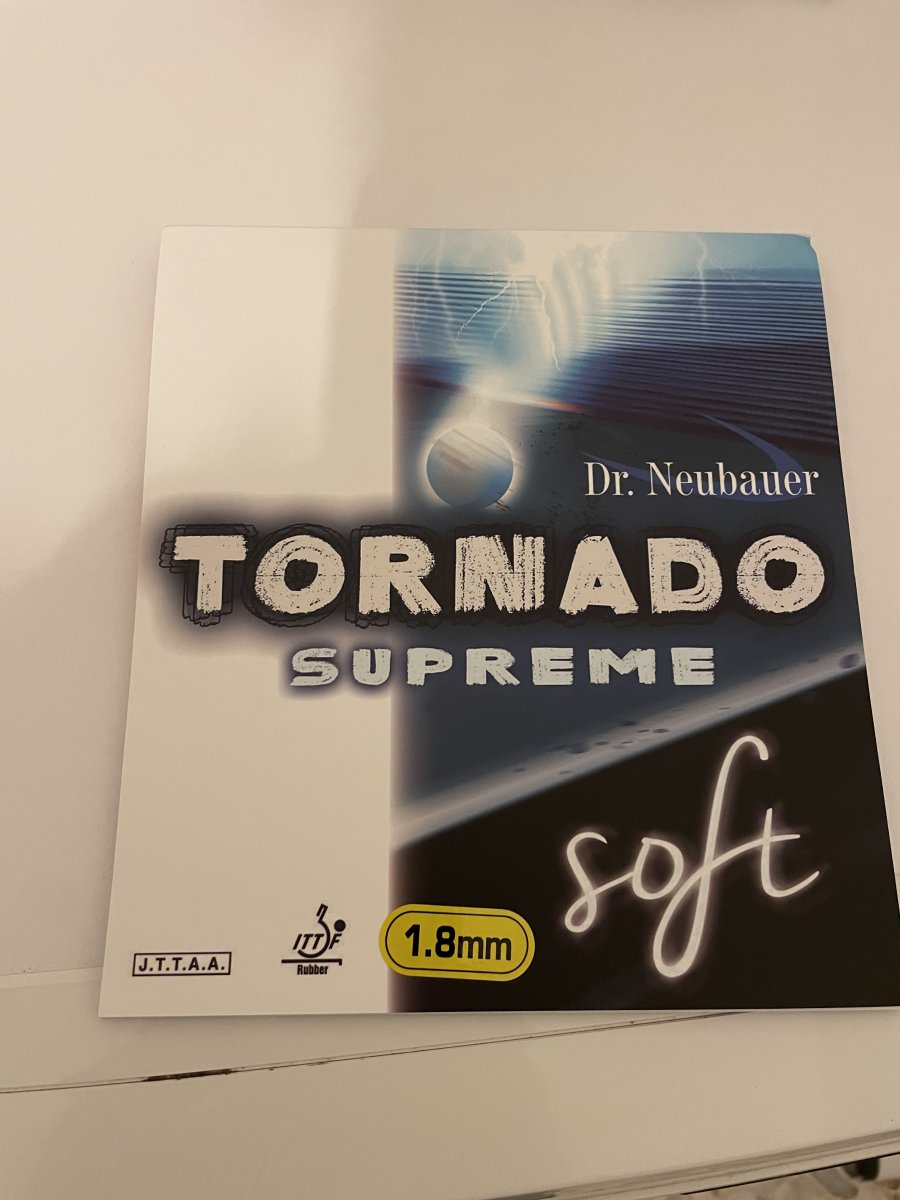 Dr. Neubauer
TORNADO
SUPREME
soft
J.T.T.A.A.
ITTF
Rubber
1.8mm